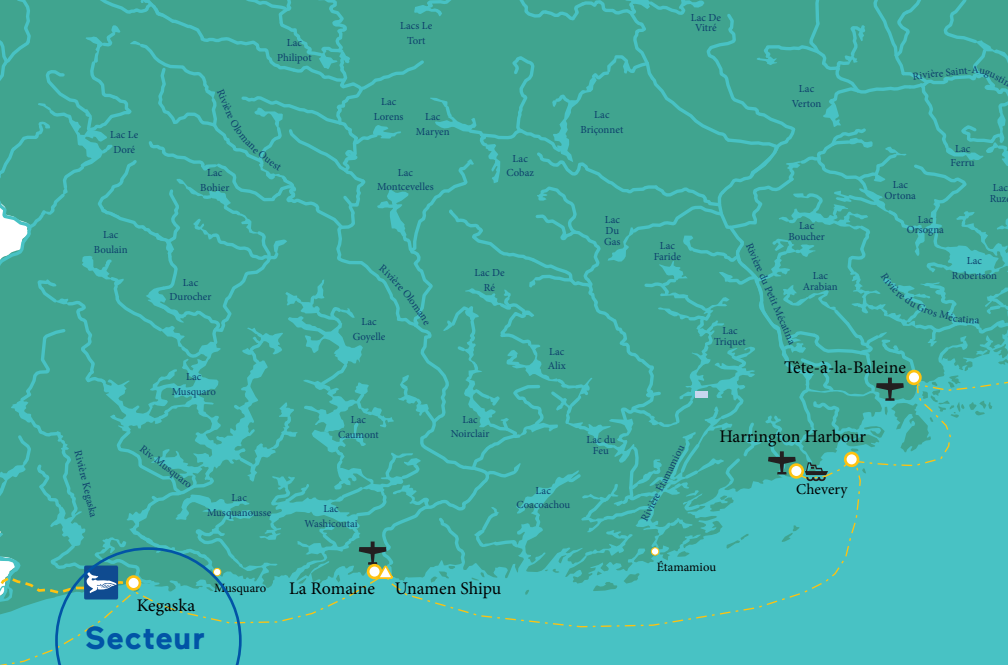 Lac De
Vitré
Lacs Le
Tort
Lac
Philipot
Rivière Saint-Augustin
Lac
Verton
Rivière Olomane Ouest
Lac
Lorens
Lac
Maryen
Lac
Briçonnet
Lac Le
Doré
Lac
Ferru
Lac
Cobaz
Lac
Bohier
Lac
Montcevelles
Lac
Ortona
Lac
Lac
Boulain
Lac
Du
Gas
Lac
Faride
Lac
Boucher
Lac
Orsogna
Lac
Robertson
Rivière du Petit Mécatina
Rivière Olomane
Lac De
Ré
Lac
Durocher
Lac
Arabian
Rivière du Gros Mécatina
Lac
Goyelle
Lac
Triquet
Lac
Alix
Tête-à-la-Baleine
Lac
Musquaro
Lac
Caumont
Lac
Noirclair
Lac du
Feu
Harrington Harbour
Rivière Kegaska
Riv. Musquaro
Rivière Étamamiou
Chevery
Lac
Musquanousse
Lac
Washicoutai
Lac
Coacoachou
Étamamiou
Musquaro
La Romaine
Unamen Shipu
Kegaska
Secteur